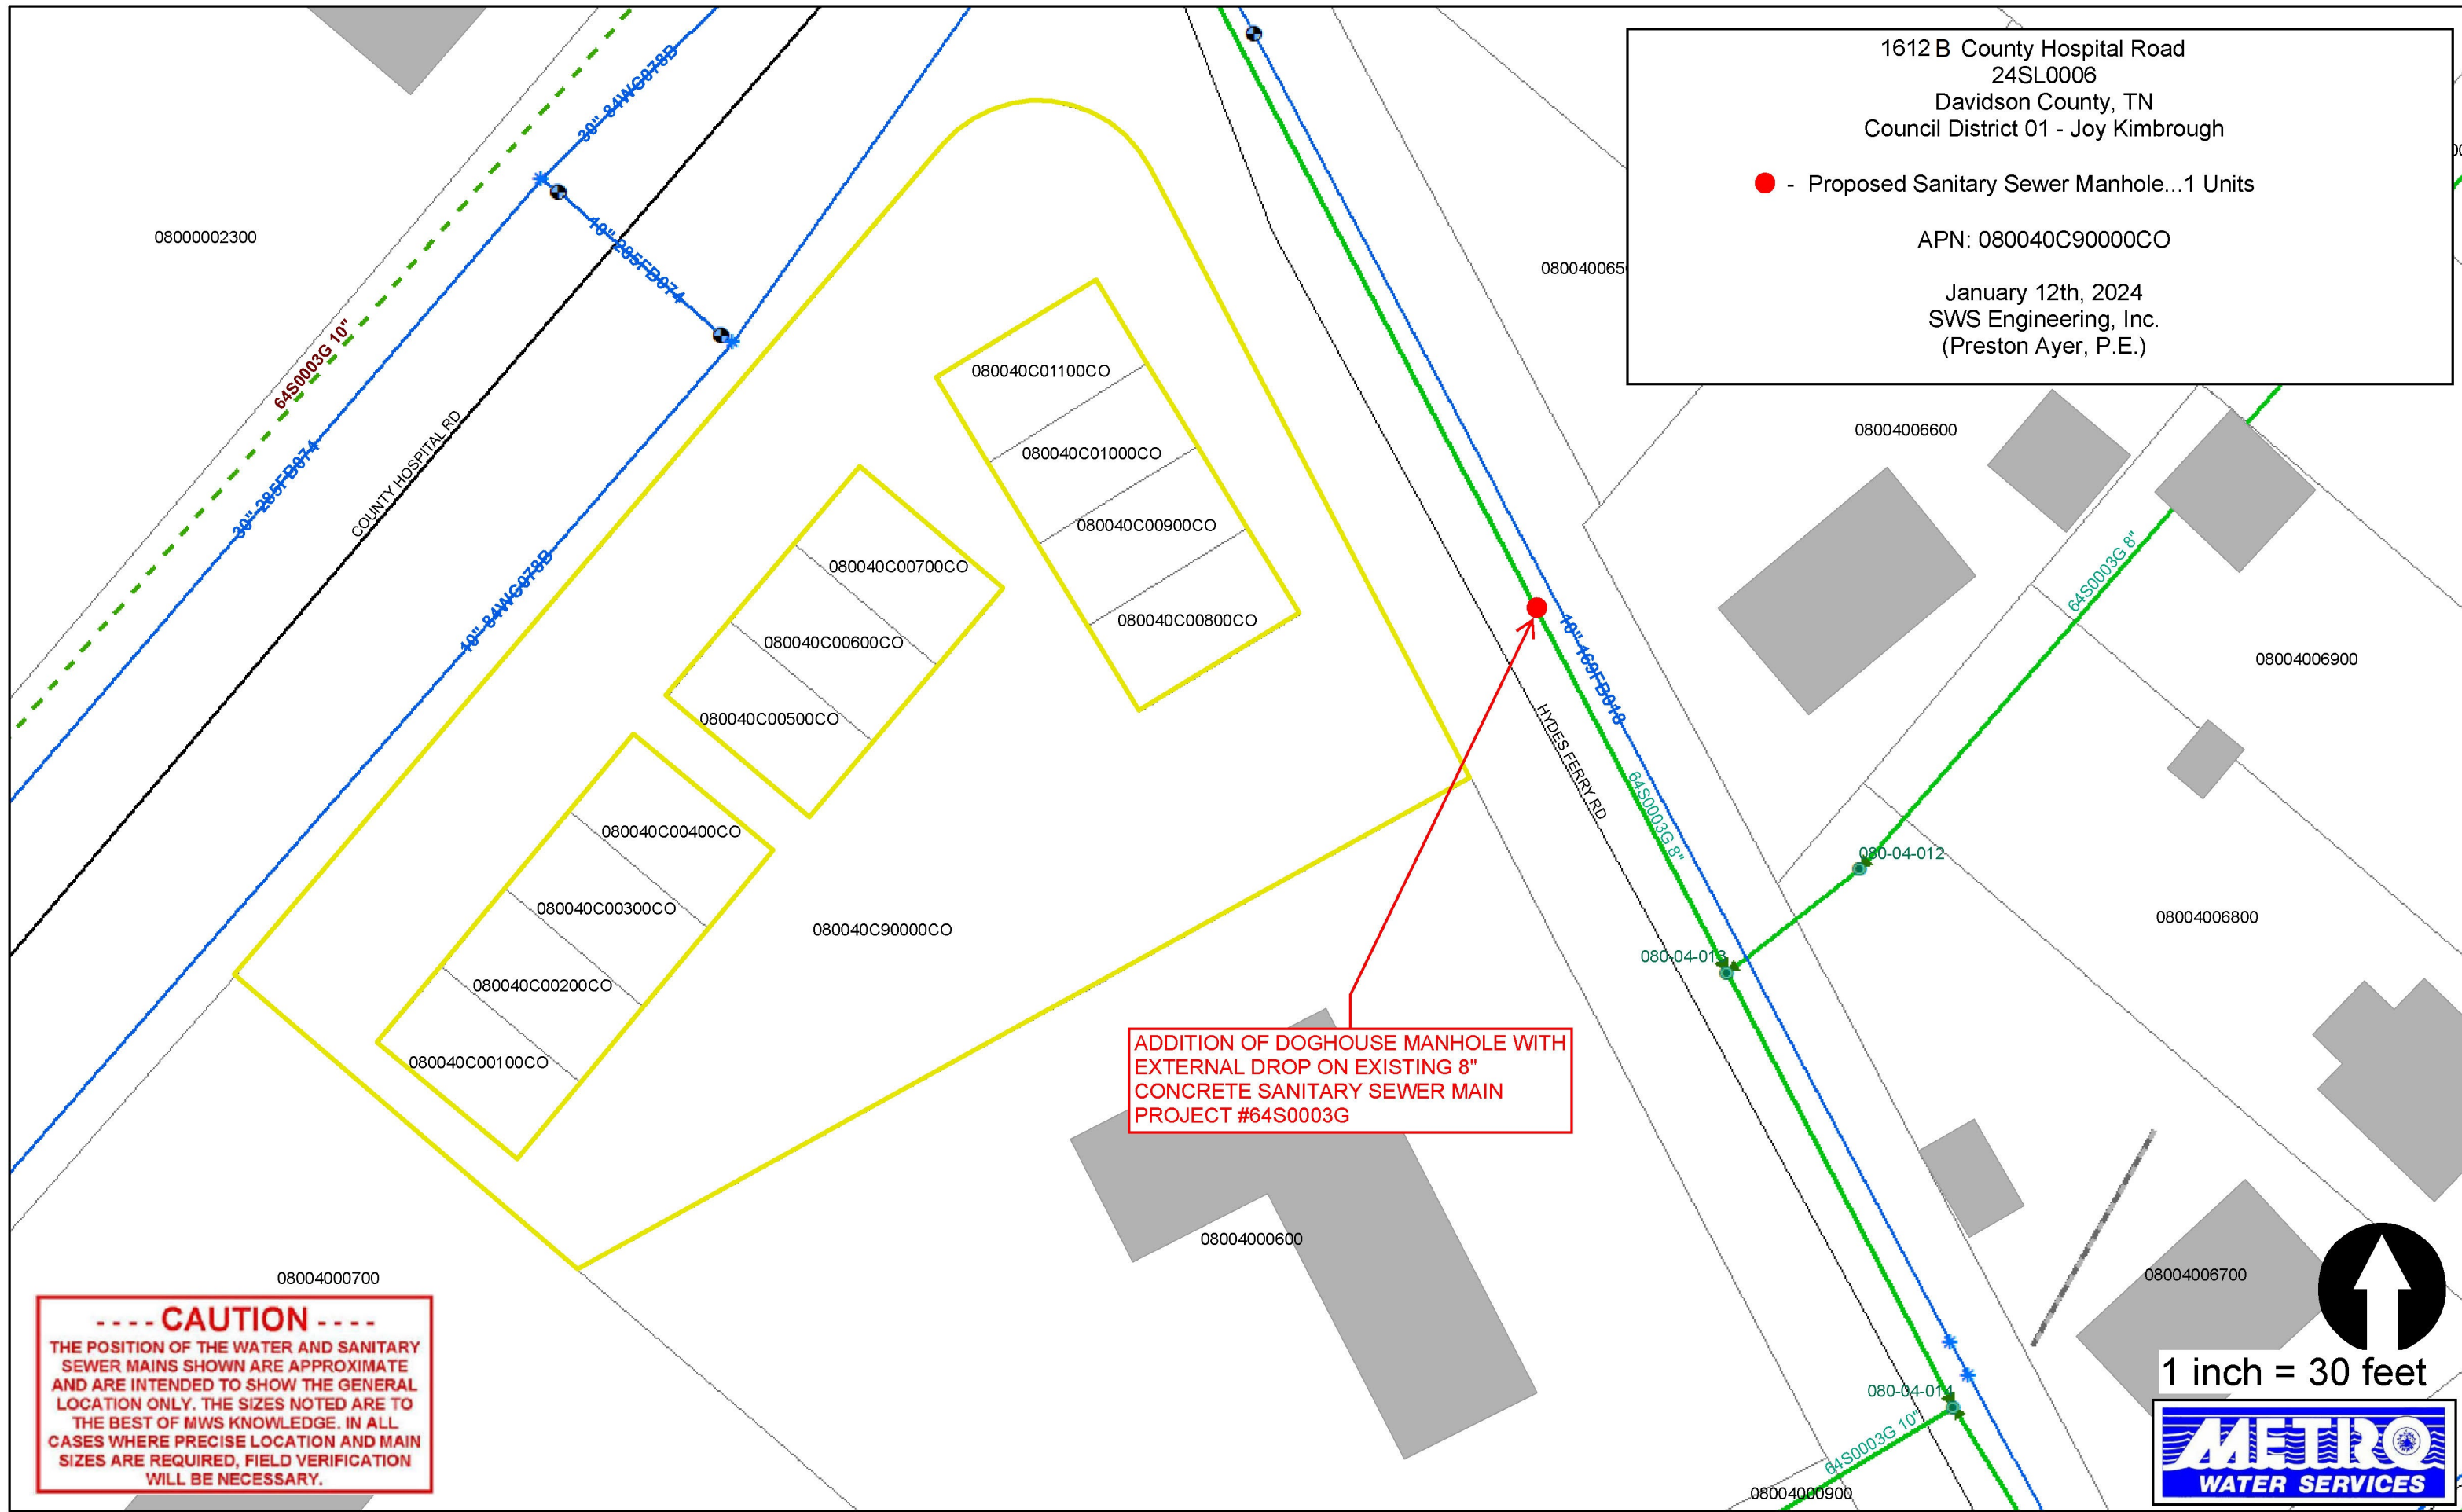 1612 B County Hospital Road
24SL0006
Davidson County, TN
Council District 01 - Joy Kimbrough
- Proposed Sanitary Sewer Manhole...1 Units
APN: 080040C90000CO
January 12th, 2024
SWS Engineering, Inc.
(Preston Ayer, P.E.)
30" 84WG078B
08000002300
10" 285FB074
64S0003G 10"
30" 285FB074
COUNTY HOSPITAL RD
10" 84WG078B
080040C01100CO
080040C01000CO
080040C00900CO
080040C00800CO
080040C00700CO
080040C00600CO
080040C00500CO
080040C00400CO
080040C00300CO
080040C00200CO
080040C00100CO
080040C90000CO
08004006600
64S0003G 8"
08004006900
10" 169FB018
HYDES FERRY RD
64S0003G 8"
080-04-012
08004006800
080-04-013
ADDITION OF DOGHOUSE MANHOLE WITH
EXTERNAL DROP ON EXISTING 8"
CONCRETE SANITARY SEWER MAIN
PROJECT #64S0003G
08004000600
08004000700
08004006700
080-04-014
64S0003G 10"
08004000900
- - - - CAUTION - - - -
THE POSITION OF THE WATER AND SANITARY
SEWER MAINS SHOWN ARE APPROXIMATE
AND ARE INTENDED TO SHOW THE GENERAL
LOCATION ONLY. THE SIZES NOTED ARE TO
THE BEST OF MWS KNOWLEDGE. IN ALL
CASES WHERE PRECISE LOCATION AND MAIN
SIZES ARE REQUIRED, FIELD VERIFICATION
WILL BE NECESSARY.
1 inch = 30 feet
METRO
WATER SERVICES